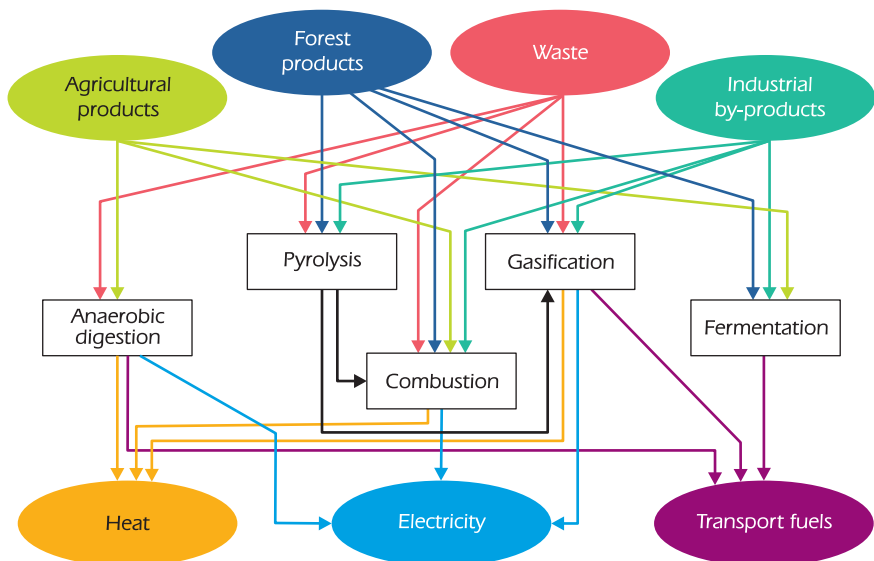 Forest
products
Waste
Agricultural
products
Industrial
by-products
Pyrolysis
Gasification
Anaerobic
digestion
Fermentation
Combustion
Heat
Electricity
Transport fuels